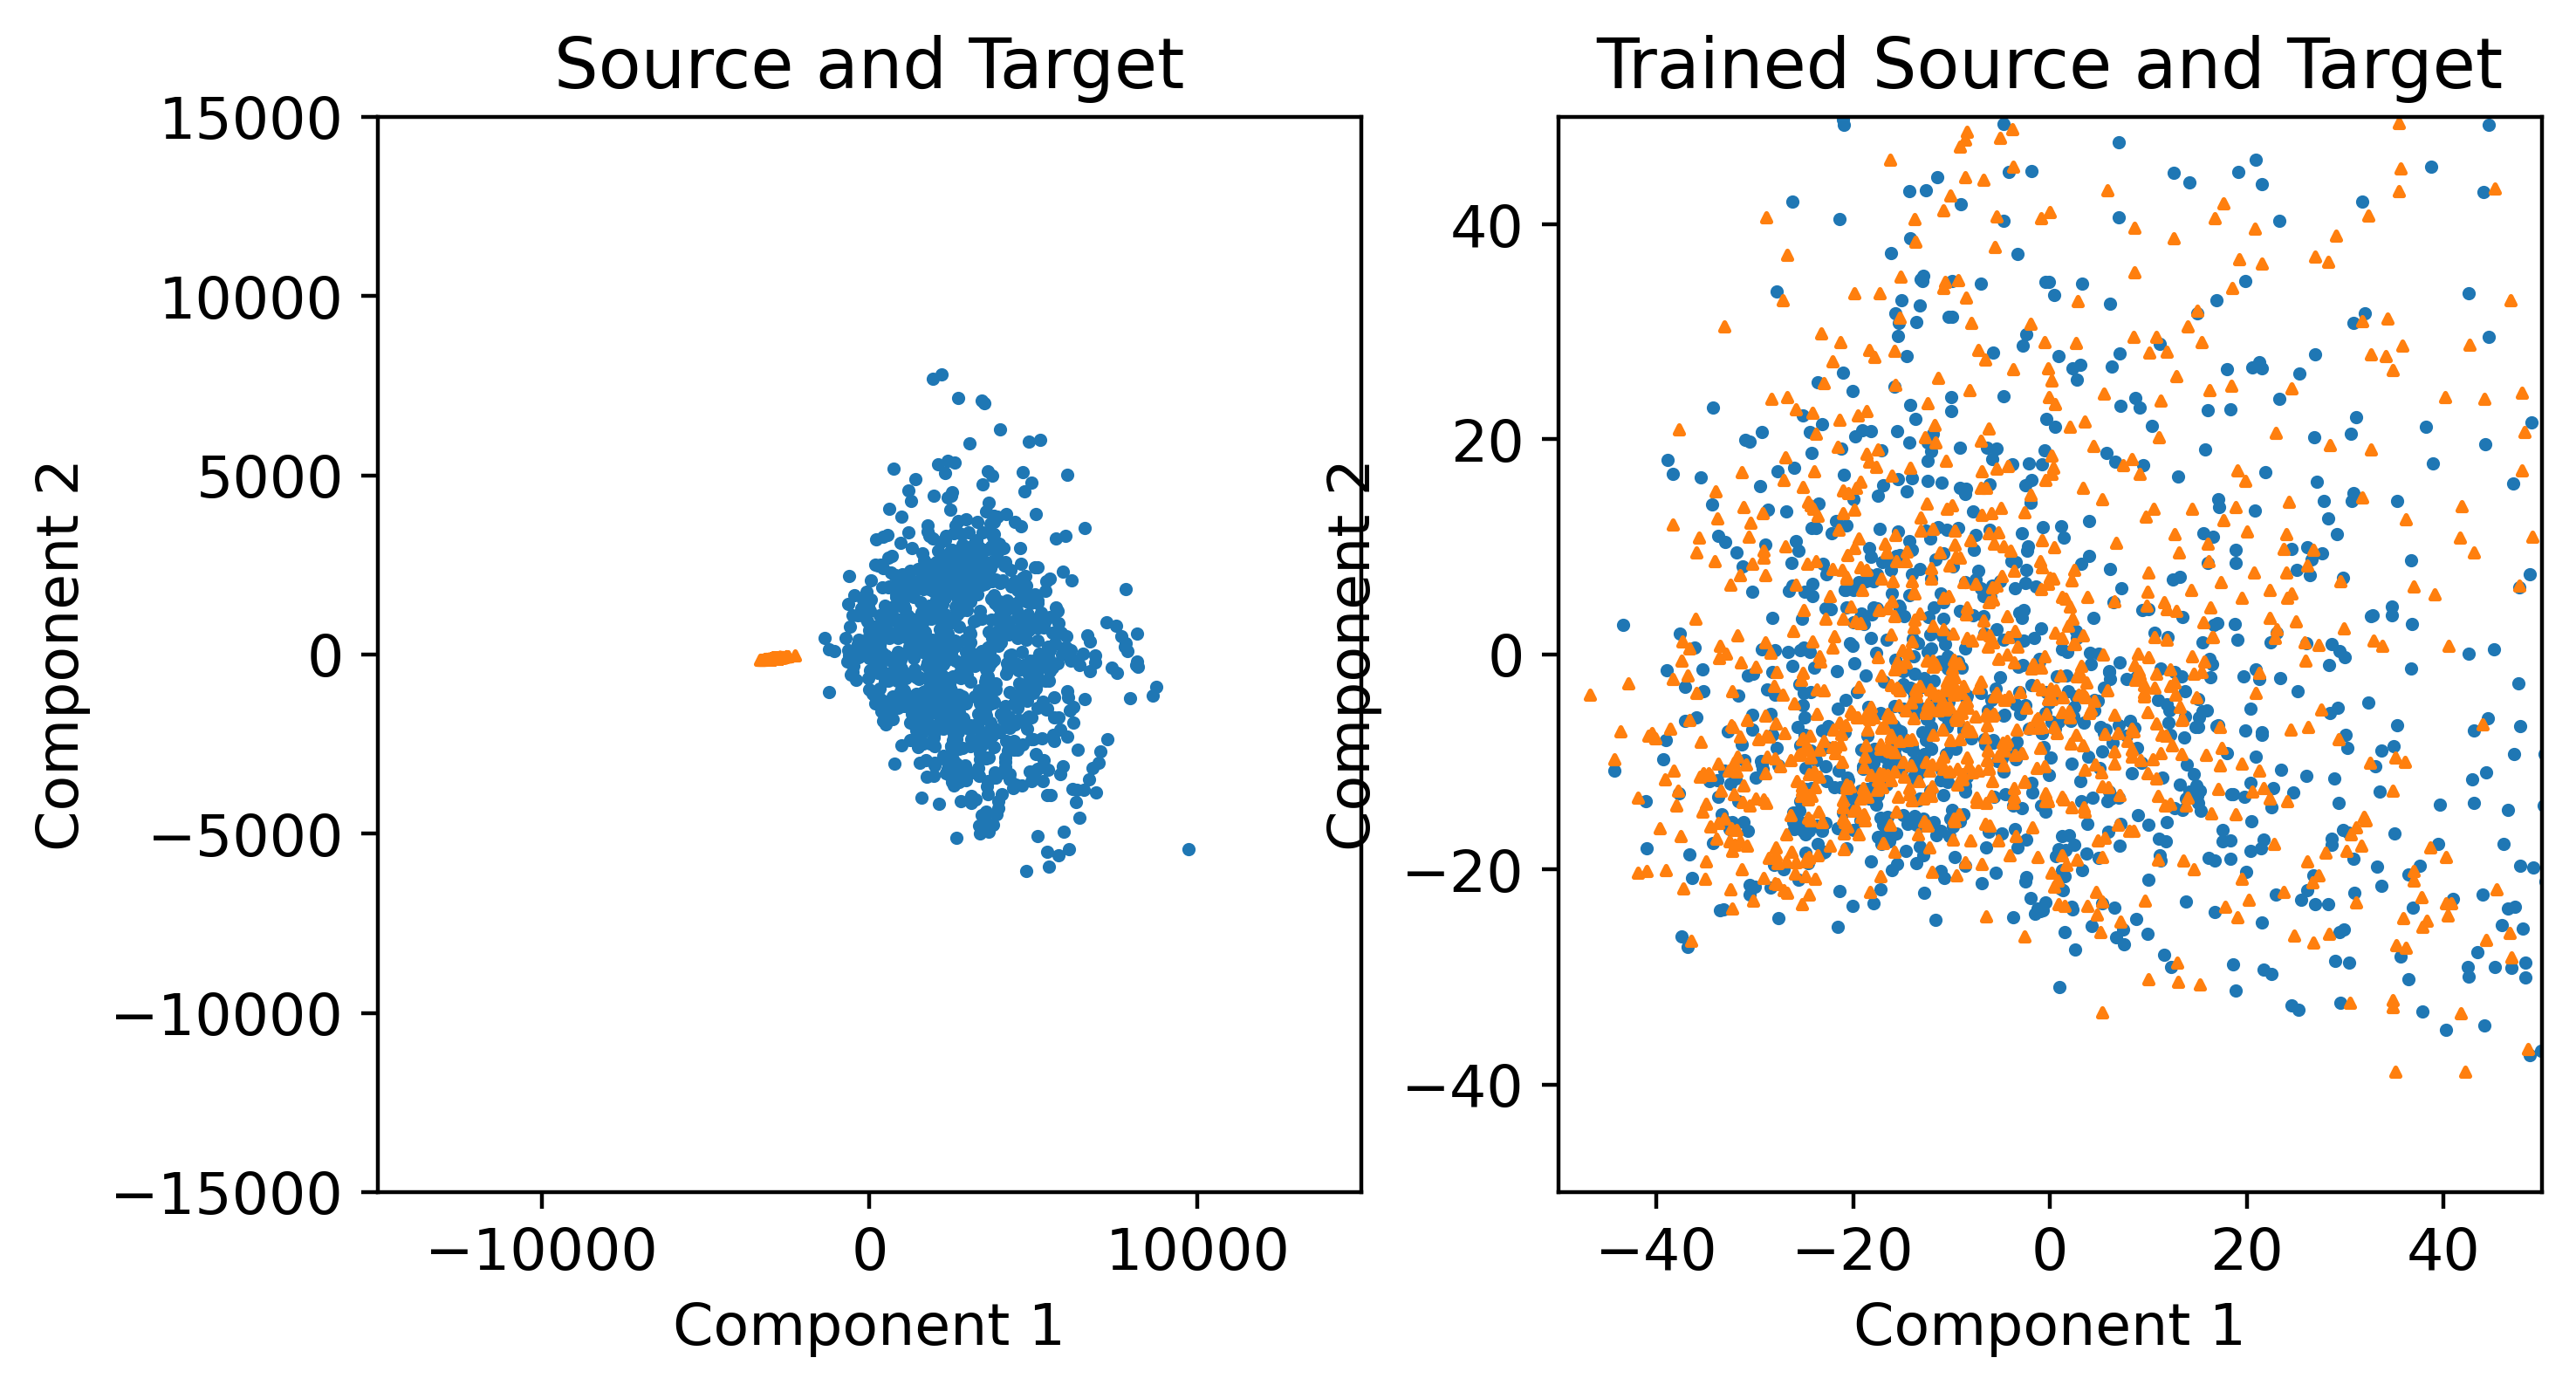 Source and Target
15000
10000
5000
0
−5000
−10000
−15000
Component 2
−10000 0 10000
Component 1
Trained Source and Target
40
20
0
−20
−40
Component 2
−40 −20 0 20 40
Component 1